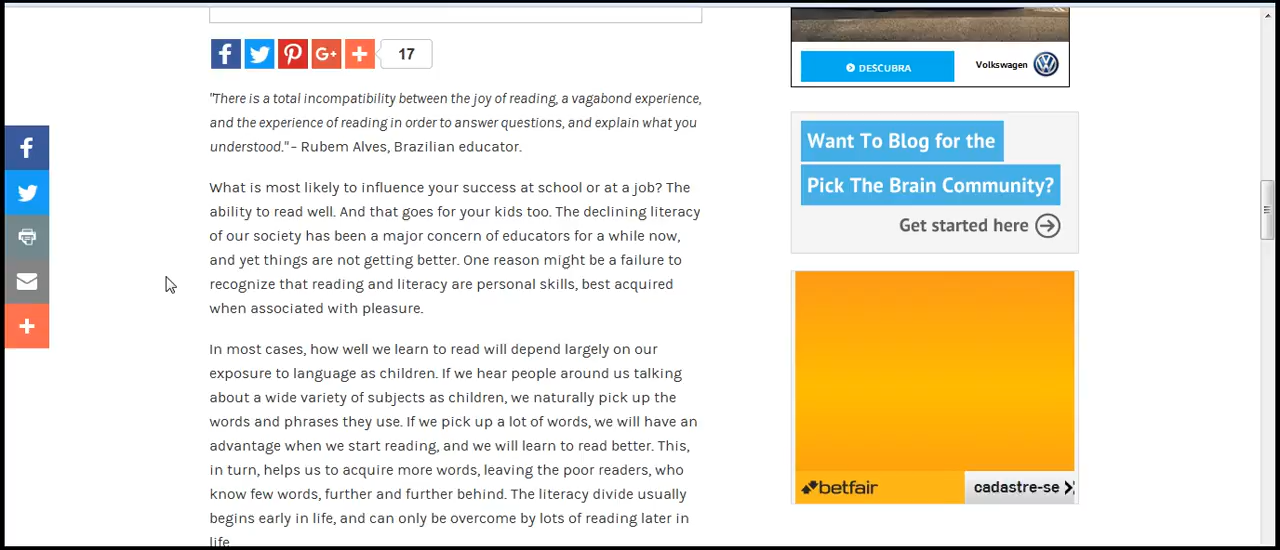 17
"There is a total incompatibility between the joy of reading, a vagabond experience,
and the experience of reading in order to answer questions, and explain what you
understood." – Rubem Alves, Brazilian educator.
What is most likely to influence your success at school or at a job? The
ability to read well. And that goes for your kids too. The declining literacy
of our society has been a major concern of educators for a while now,
and yet things are not getting better. One reason might be a failure to
recognize that reading and literacy are personal skills, best acquired
when associated with pleasure.
In most cases, how well we learn to read will depend largely on our
exposure to language as children. If we hear people around us talking
about a wide variety of subjects as children, we naturally pick up the
words and phrases they use. If we pick up a lot of words, we will have an
advantage when we start reading, and we will learn to read better. This,
in turn, helps us to acquire more words, leaving the poor readers, who
know few words, further and further behind. The literacy divide usually
begins early in life, and can only be overcome by lots of reading later in
life.
DESCUBRA
Volkswagen
Want To Blog for the
Pick The Brain Community?
Get started here
betfair
cadastre-se